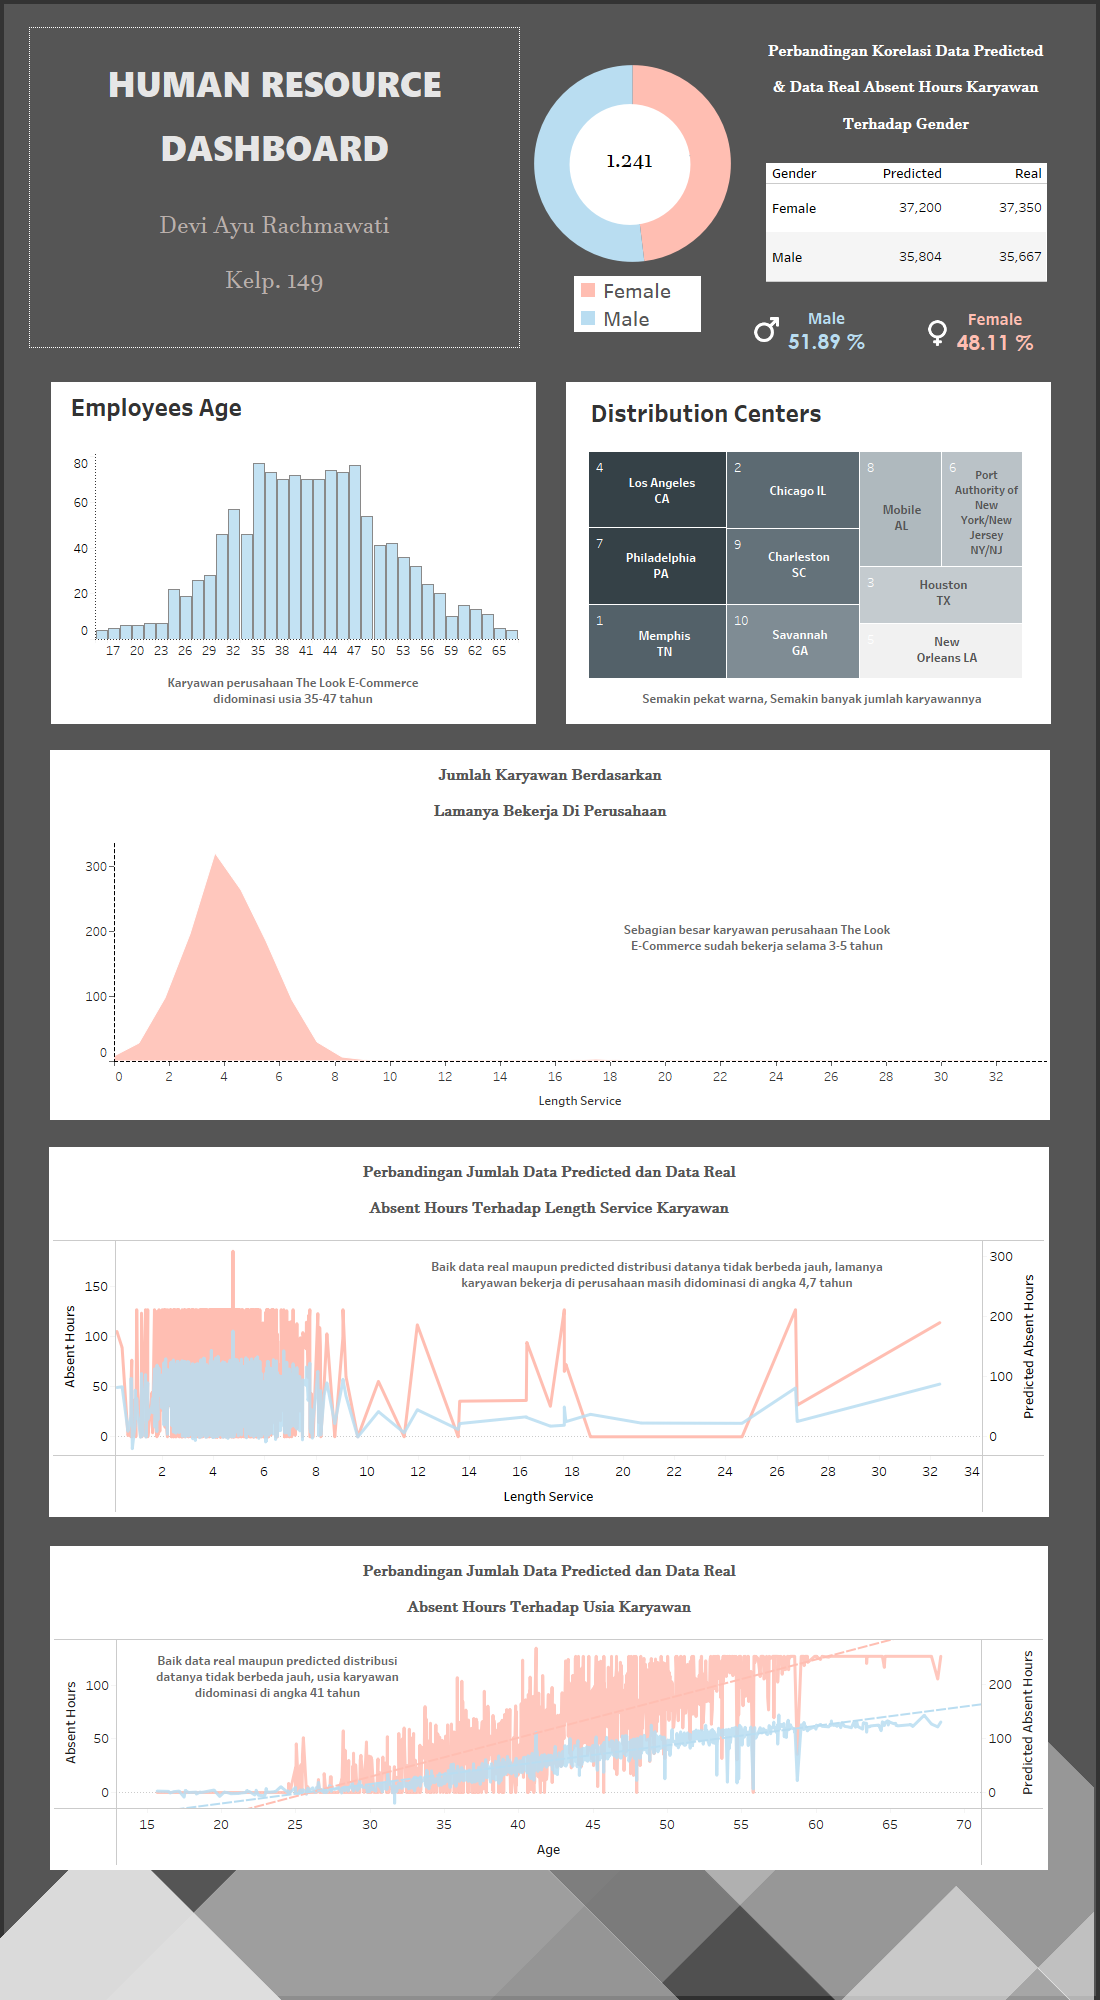 HUMAN RESOURCE
DASHBOARD
Devi Ayu Rachmawati
Kelp. 149
1.241
Female
Male
Perbandingan Korelasi Data Predicted
& Data Real Absent Hours Karyawan
Terhadap Gender
Gender Predicted Real
Female 37,200 37,350
Male 35,804 35,667
Male
51.89 %
Female
48.11 %
Employees Age
80
60
40
20
0
17 20 23 26 29 32 35 38 41 44 47 50 53 56 59 62 65
Karyawan perusahaan The Look E-Commerce
didominasi usia 35-47 tahun
Distribution Centers
4
Los Angeles
CA
2
Chicago IL
8
Mobile
AL
6
Port
Authority of
New
York/New
Jersey
NY/NJ
7
Philadelphia
PA
9
Charleston
SC
3
Houston
TX
1
Memphis
TN
10
Savannah
GA
5
New
Orleans LA
Semakin pekat warna, Semakin banyak jumlah karyawannya
Jumlah Karyawan Berdasarkan
Lamanya Bekerja Di Perusahaan
300
200
100
0
Sebagian besar karyawan perusahaan The Look
E-Commerce sudah bekerja selama 3-5 tahun
0 2 4 6 8 10 12 14 16 18 20 22 24 26 28 30 32
Length Service
Perbandingan Jumlah Data Predicted dan Data Real
Absent Hours Terhadap Length Service Karyawan
Baik data real maupun predicted distribusi datanya tidak berbeda jauh, lamanya
karyawan bekerja di perusahaan masih didominasi di angka 4,7 tahun
Absent Hours
150
100
50
0
300
200
100
0
Predicted Absent Hours
2 4 6 8 10 12 14 16 18 20 22 24 26 28 30 32 34
Length Service
Perbandingan Jumlah Data Predicted dan Data Real
Absent Hours Terhadap Usia Karyawan
Baik data real maupun predicted distribusi
datanya tidak berbeda jauh, usia karyawan
didominasi di angka 41 tahun
Absent Hours
100
50
0
200
100
0
Predicted Absent Hours
15 20 25 30 35 40 45 50 55 60 65 70
Age